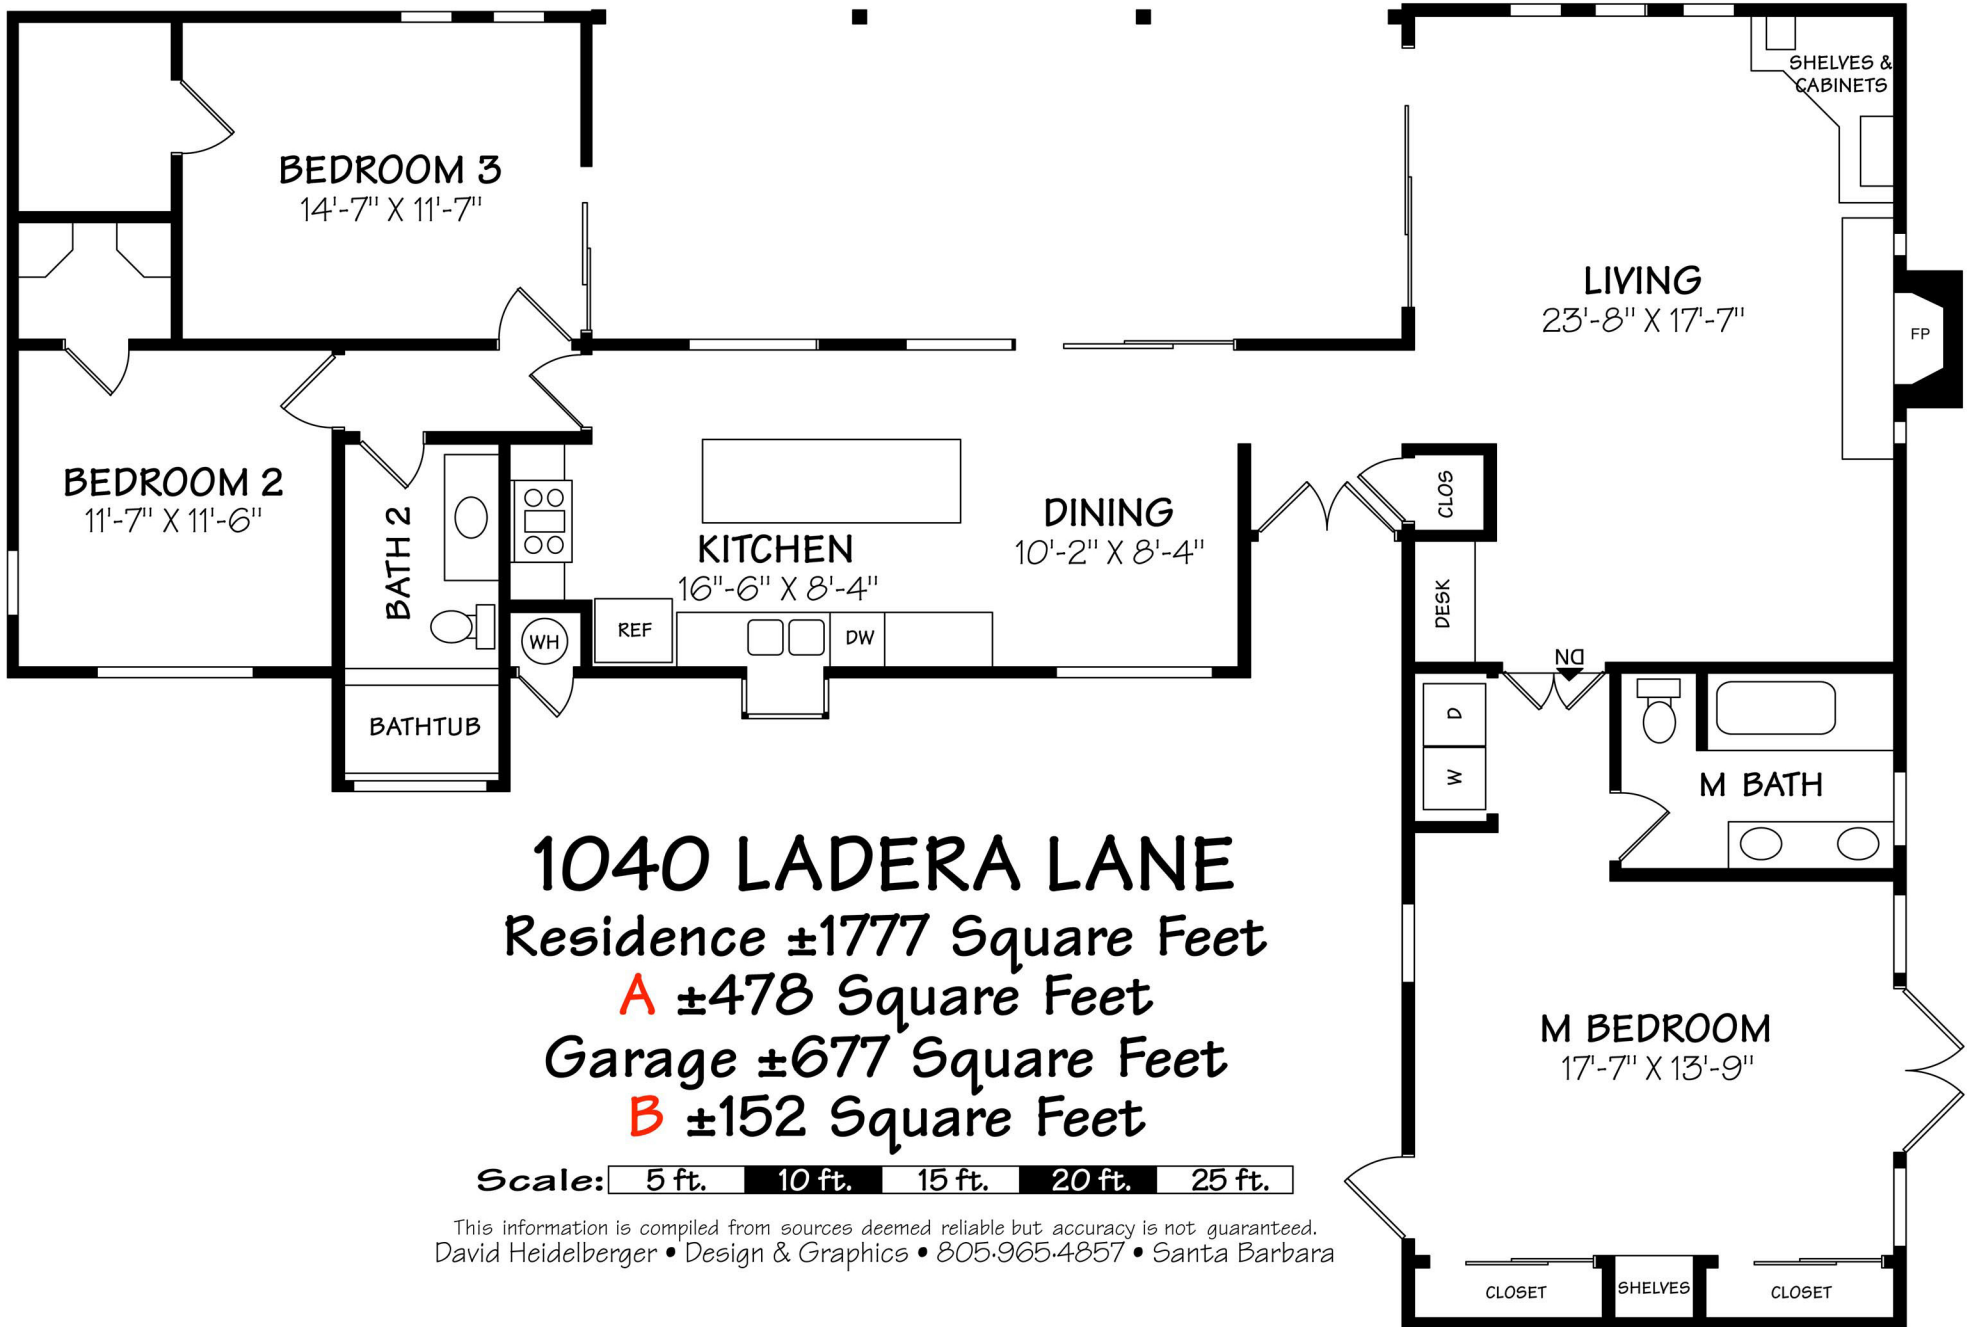 SHELVES &
CABINETS
BEDROOM 3
14'-7" X 11'-7"
LIVING
23'-8" X 17'-7"
FP
BEDROOM 2
11'-7" X 11'-6"
BATH 2
KITCHEN
16"-6" X 8'-4"
DINING
10'-2" X 8'-4"
CLOS
DESK
REF
DW
WH
DN
BATHTUB
D
W
M BATH
1040 LADERA LANE
Residence ±1777 Square Feet
A ±478 Square Feet
Garage ±677 Square Feet
B ±152 Square Feet
M BEDROOM
17'-7" X 13'-9"
Scale: 5 ft. 10 ft. 15 ft. 20 ft. 25 ft.
This information is compiled from sources deemed reliable but accuracy is not guaranteed.
David Heidelberger • Design & Graphics • 805•965•4857 • Santa Barbara
CLOSET
SHELVES
CLOSET